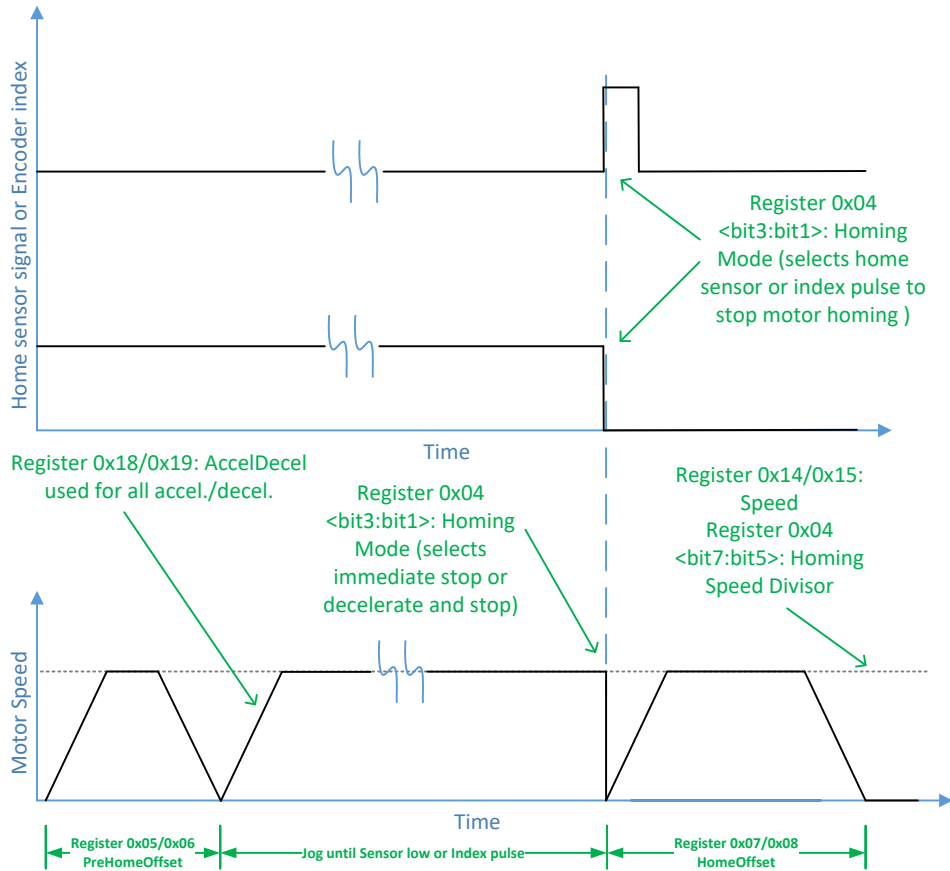 Home sensor signal or Encoder index
Register 0x04
<bit3:bit1>: Homing
Mode (selects home
sensor or index pulse to
stop motor homing )
Time
Register 0x18/0x19: AccelDecel
used for all accel./decel.
Register 0x04
<bit3:bit1>: Homing
Mode (selects
immediate stop or
decelerate and stop)
Register 0x14/0x15:
Speed
Register 0x04
<bit7:bit5>: Homing
Speed Divisor
Motor Speed
Time
Register 0x05/0x06
PreHomeOffset
Jog until Sensor low or Index pulse
Register 0x07/0x08
HomeOffset